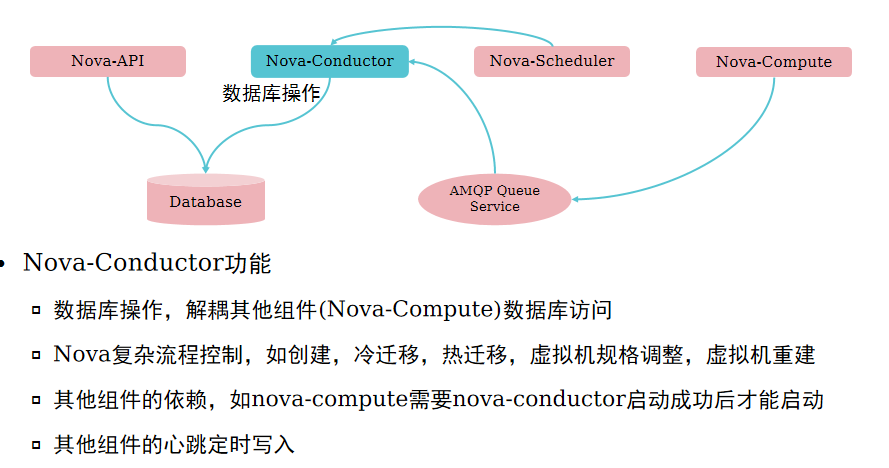 Nova-API
Nova-Conductor
Nova-Scheduler
Nova-Compute
数据库操作
Database
AMQP Queue
Service
• Nova-Conductor功能
数据库操作，解耦其他组件(Nova-Compute)数据库访问
Nova复杂流程控制，如创建，冷迁移，热迁移，虚拟机规格调整，虚拟机重建
其他组件的依赖，如nova-compute需要nova-conductor启动成功后才能启动
其他组件的心跳定时写入